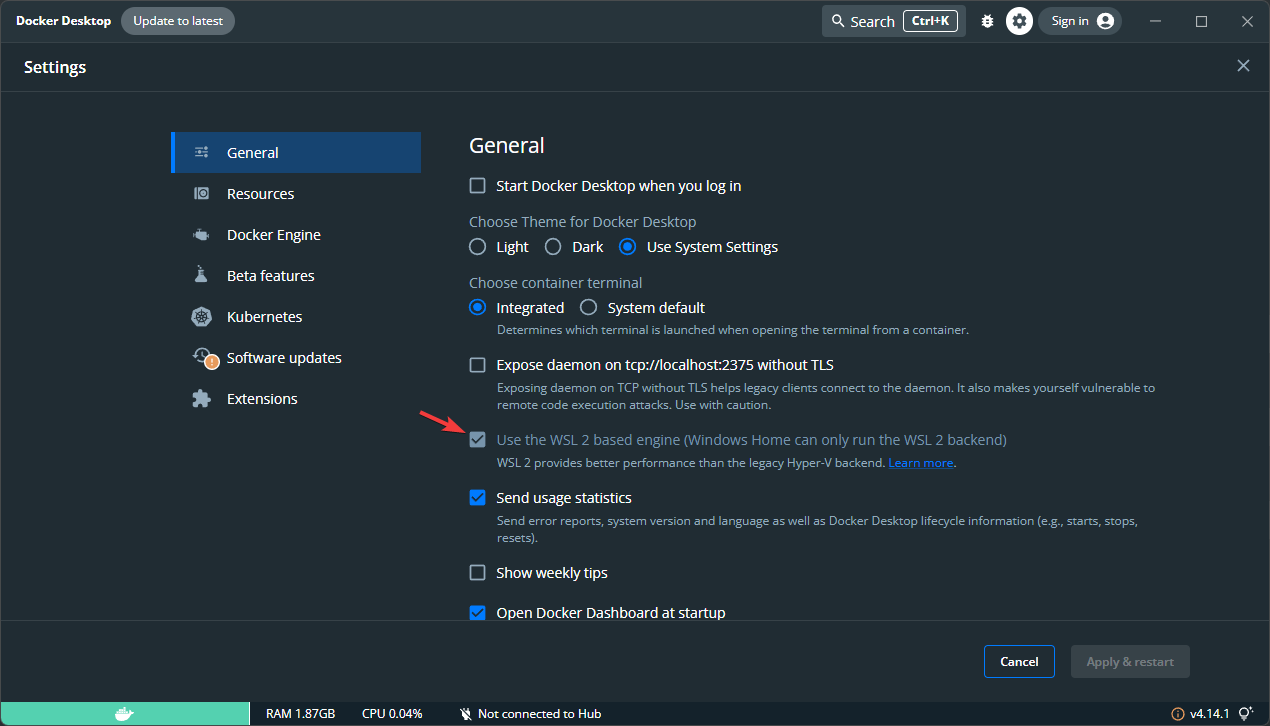 Docker Desktop
Update to latest
Search
Ctrl+K
Sign in
Settings
General
Resources
Docker Engine
Beta features
Kubernetes
Software updates
Extensions
General
Start Docker Desktop when you log in
Choose Theme for Docker Desktop
Light
Dark
Use System Settings
Choose container terminal
Integrated
System default
Determines which terminal is launched when opening the terminal from a container.
Expose daemon on tcp://localhost:2375 without TLS
Exposing daemon on TCP without TLS helps legacy clients connect to the daemon. It also makes yourself vulnerable to
remote code execution attacks. Use with caution.
Use the WSL 2 based engine (Windows Home can only run the WSL 2 backend)
WSL 2 provides better performance than the legacy Hyper-V backend. Learn more.
Send usage statistics
Send error reports, system version and language as well as Docker Desktop lifecycle information (e.g., starts, stops,
resets).
Show weekly tips
Open Docker Dashboard at startup
Cancel
Apply & restart
RAM 1.87GB
CPU 0.04%
Not connected to Hub
v4.14.1